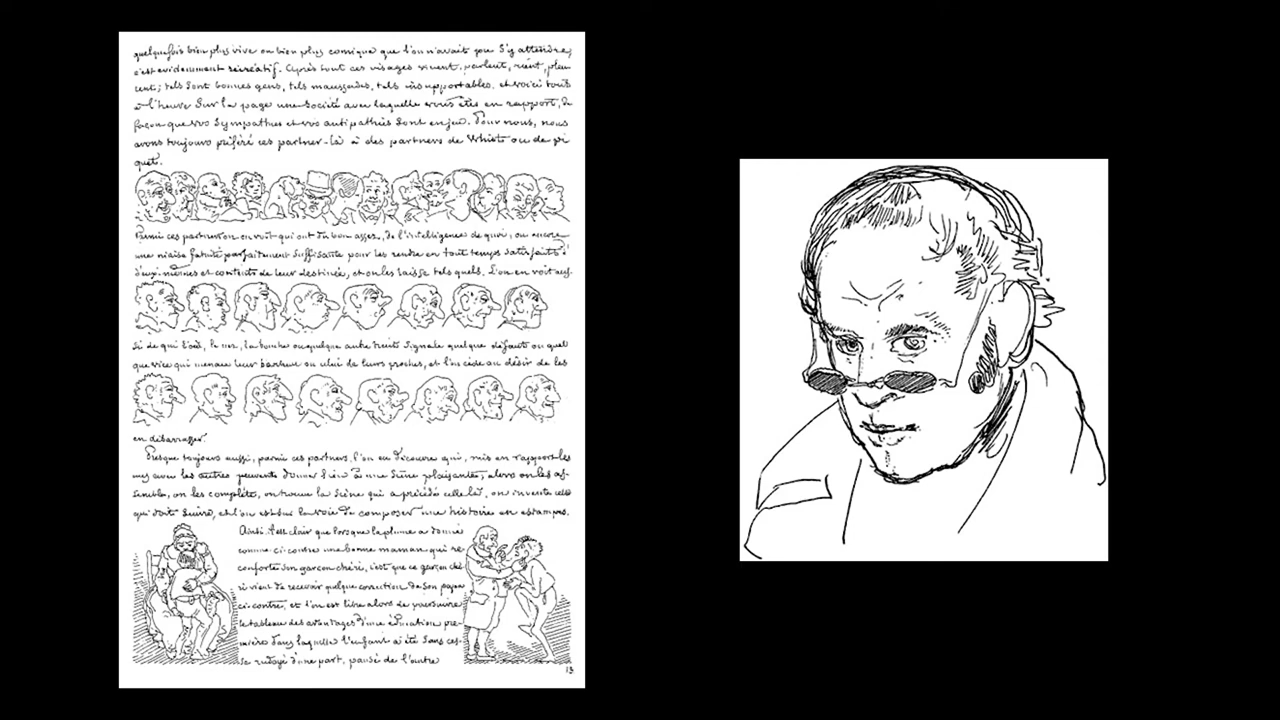 quelquefois bien plus vive ou bien plus comique que l'on n'avait pu s'y attendre,
c'est évidemment récréatif. Après tout ces visages vivent, parlent, rient, pleu
rent; tels sont bonnes gens, tels maussades, tels insupportables. et voici tout
à l'heure sur la page une société avec laquelle vous êtes en rapport, de
façon que vos sympathies et vos antipathies sont en jeu. Pour nous, nous
avons toujours préféré ces partner-là à des partners de Whist ou de pi
quet.
Parmi ces partners on en voit qui ont du bon assez, de l'intelligence de quoi, ou encore
une niaise fatuité parfaitement suffisante pour les rendre en tout temps satisfaits d'
d'eux-mêmes et contents de leur destinée, et on les laisse tels quels. L'on en voit aus-
si de qui l'œil, le nez, la bouche ou quelque autre trait signale quelque défaut ou quel
que vice qui menace leur bonheur ou celui de leurs proches, et l'on cède au désir de les
en débarrasser.
Presque toujours aussi, parmi ces partners, l'on en découvre qui, mis en rapport les
uns avec les autres peuvent donner lieu à une scène plaisante; alors on les as-
semble, on les complète, on trouve la scène qui a précédé celle là, on invente celle
qui doit suivre, et l'on est sur la voie de composer une histoire en estampes.
Ainsi, il est clair que lorsque la plume a donné
comme ci-contre une bonne maman qui ré
conforte son garçon chéri, c'est que ce garçon ché
ri vient de recevoir quelque correction de son papa
ci-contre, et l'on est libre alors de poursuivre
le tableau des avantages d'une éducation pre-
mière dans laquelle l'enfant a été sans ces-
se rudoyé d'une part, pansé de l'autre
13